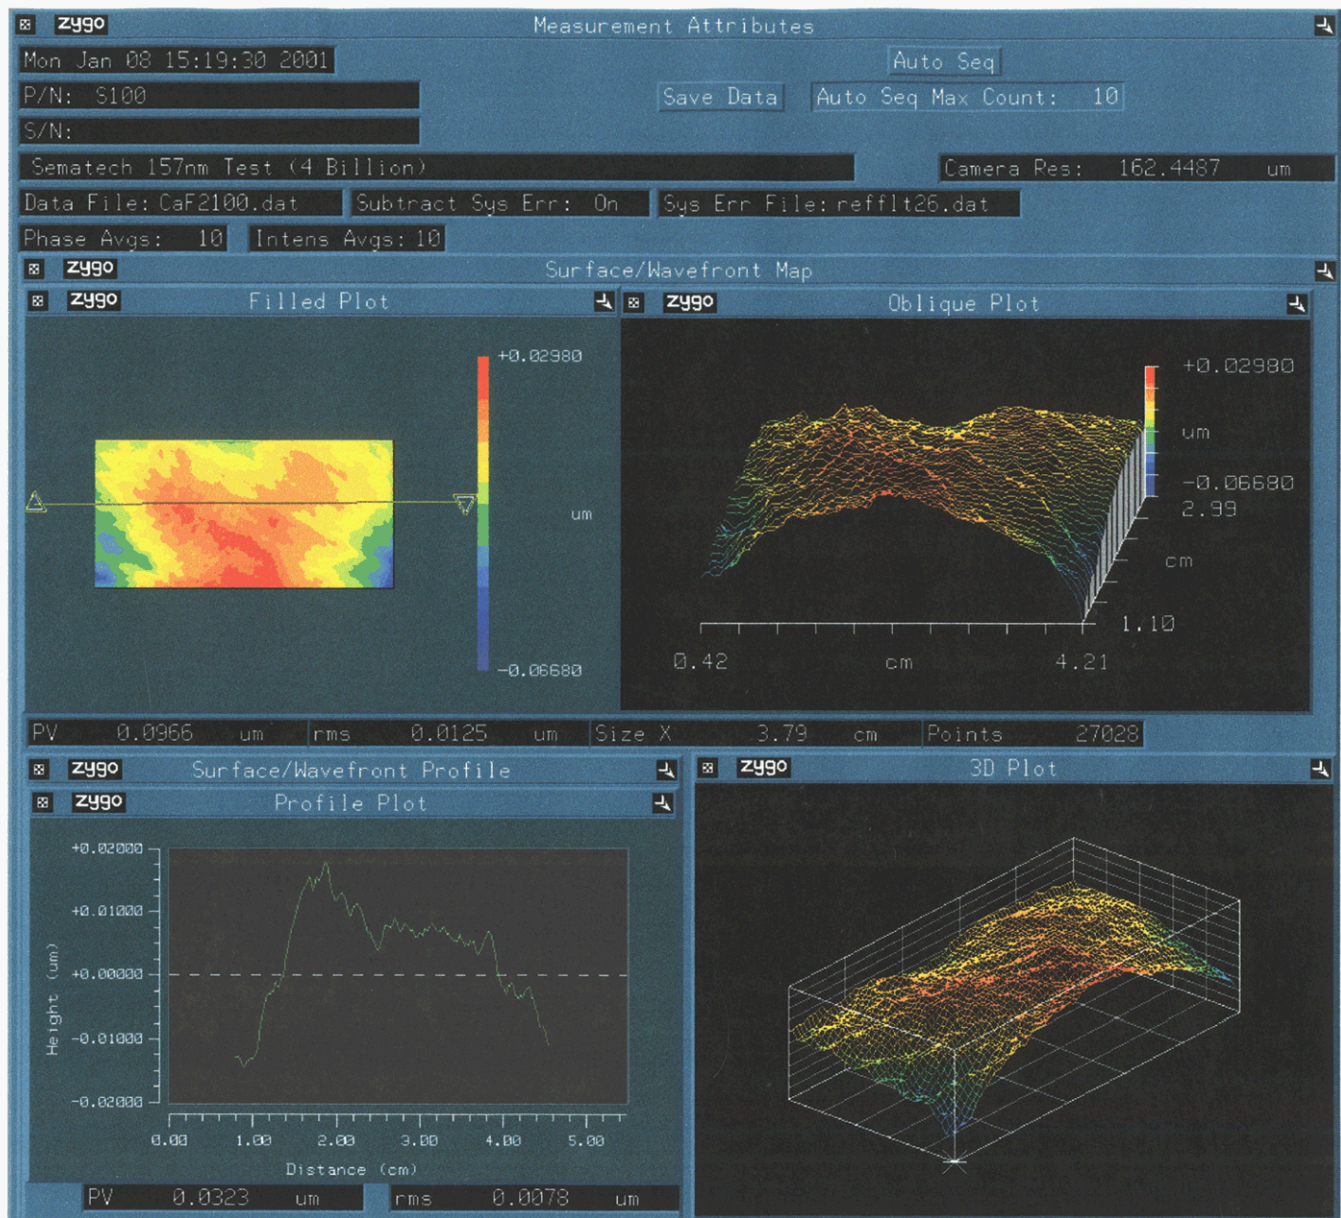 zygo Measurement Attributes
Mon Jan 08 15:19:30 2001
Auto Seq
P/N: S100
Save Data
Auto Seq Max Count: 10
S/N:
Sematech 157nm Test (4 Billion)
Camera Res: 162.4487 um
Data File: CaF2100.dat
Subtract Sys Err: On
Sys Err File: refflt26.dat
Phase Avgs: 10
Intens Avgs: 10
zygo Surface/Wavefront Map
zygo Filled Plot
+0.02980
um
-0.06680
zygo Oblique Plot
+0.02980
um
-0.06680
2.99
cm
1.10
0.42 cm 4.21
PV 0.0966 um
rms 0.0125 um
Size X 3.79 cm
Points 27028
zygo Surface/Wavefront Profile
zygo Profile Plot
+0.02000
+0.01000
+0.00000
-0.01000
-0.02000
Height (um)
0.00 1.00 2.00 3.00 4.00 5.00
Distance (cm)
PV 0.0323 um
rms 0.0078 um
zygo 3D Plot